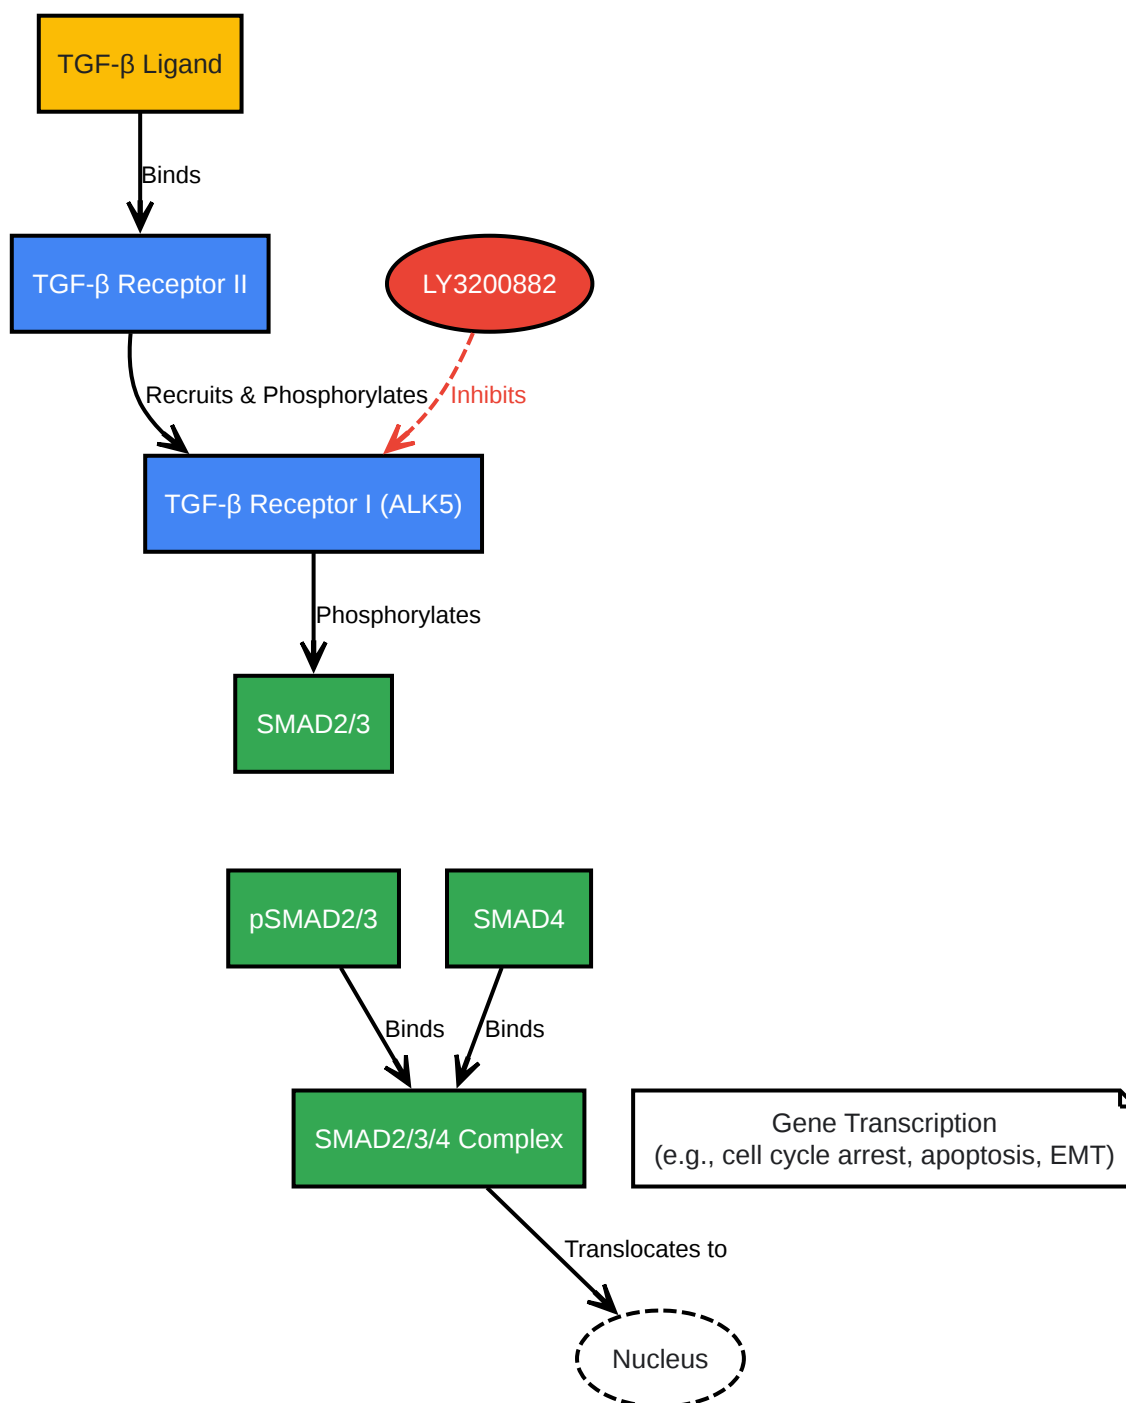 TGF-β Ligand
Binds
TGF-β Receptor II
LY3200882
Recruits & Phosphorylates
Inhibits
TGF-β Receptor I (ALK5)
Phosphorylates
SMAD2/3
pSMAD2/3
SMAD4
Binds
Binds
SMAD2/3/4 Complex
Gene Transcription
(e.g., cell cycle arrest, apoptosis, EMT)
Translocates to
Nucleus